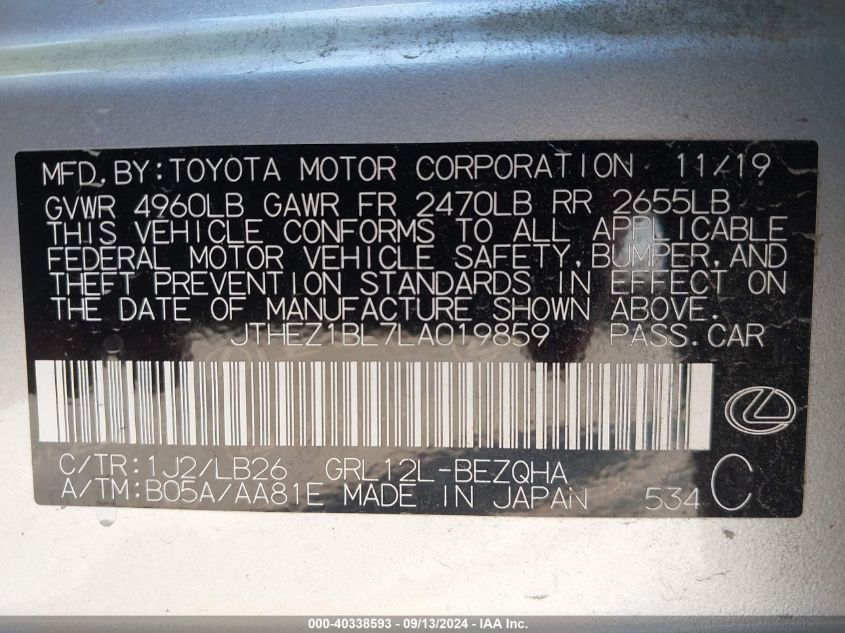 MFD. BY: TOYOTA MOTOR CORPORATION 11/19
GVWR 4960LB GAWR FR 2470LB RR 2655LB
THIS VEHICLE CONFORMS TO ALL APPLICABLE
FEDERAL MOTOR VEHICLE SAFETY, BUMPER, AND
THEFT PREVENTION STANDARDS IN EFFECT ON
THE DATE OF MANUFACTURE SHOWN ABOVE.
JTHEZ1BL7LA019859 PASS. CAR
C/TR: 1J2/LB26 GRL12L-BEZQHA
A/TM: B05A/AA81E MADE IN JAPAN 534 C
000-40338593 - 09/13/2024 - IAA Inc.